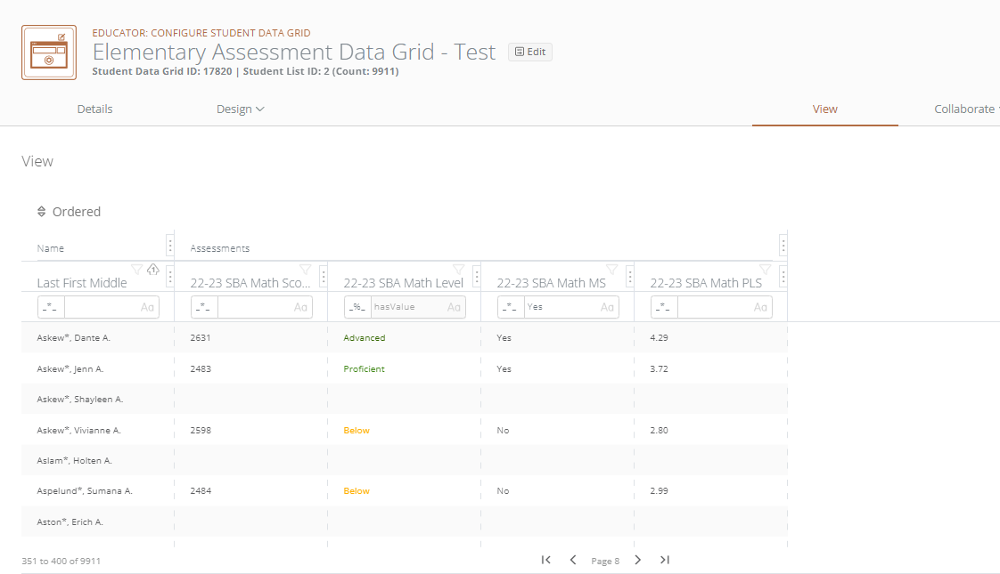 EDUCATOR: CONFIGURE STUDENT DATA GRID
Elementary Assessment Data Grid - Test Edit
Student Data Grid ID: 17820 | Student List ID: 2 (Count: 9911)
Details Design View Collaborate
View
Ordered
Name Assessments
Last First Middle 22-23 SBA Math Sco... 22-23 SBA Math Level 22-23 SBA Math MS 22-23 SBA Math PLS
_*_ Aa _*_ Aa _%_ hasValue Aa _*_ Yes Aa _*_ Aa
Askew*, Dante A. 2631 Advanced Yes 4.29
Askew*, Jenn A. 2483 Proficient Yes 3.72
Askew*, Shayleen A.
Askew*, Vivianne A. 2598 Below No 2.80
Aslam*, Holten A.
Aspelund*, Sumana A. 2484 Below No 2.99
Aston*, Erich A.
351 to 400 of 9911 Page 8